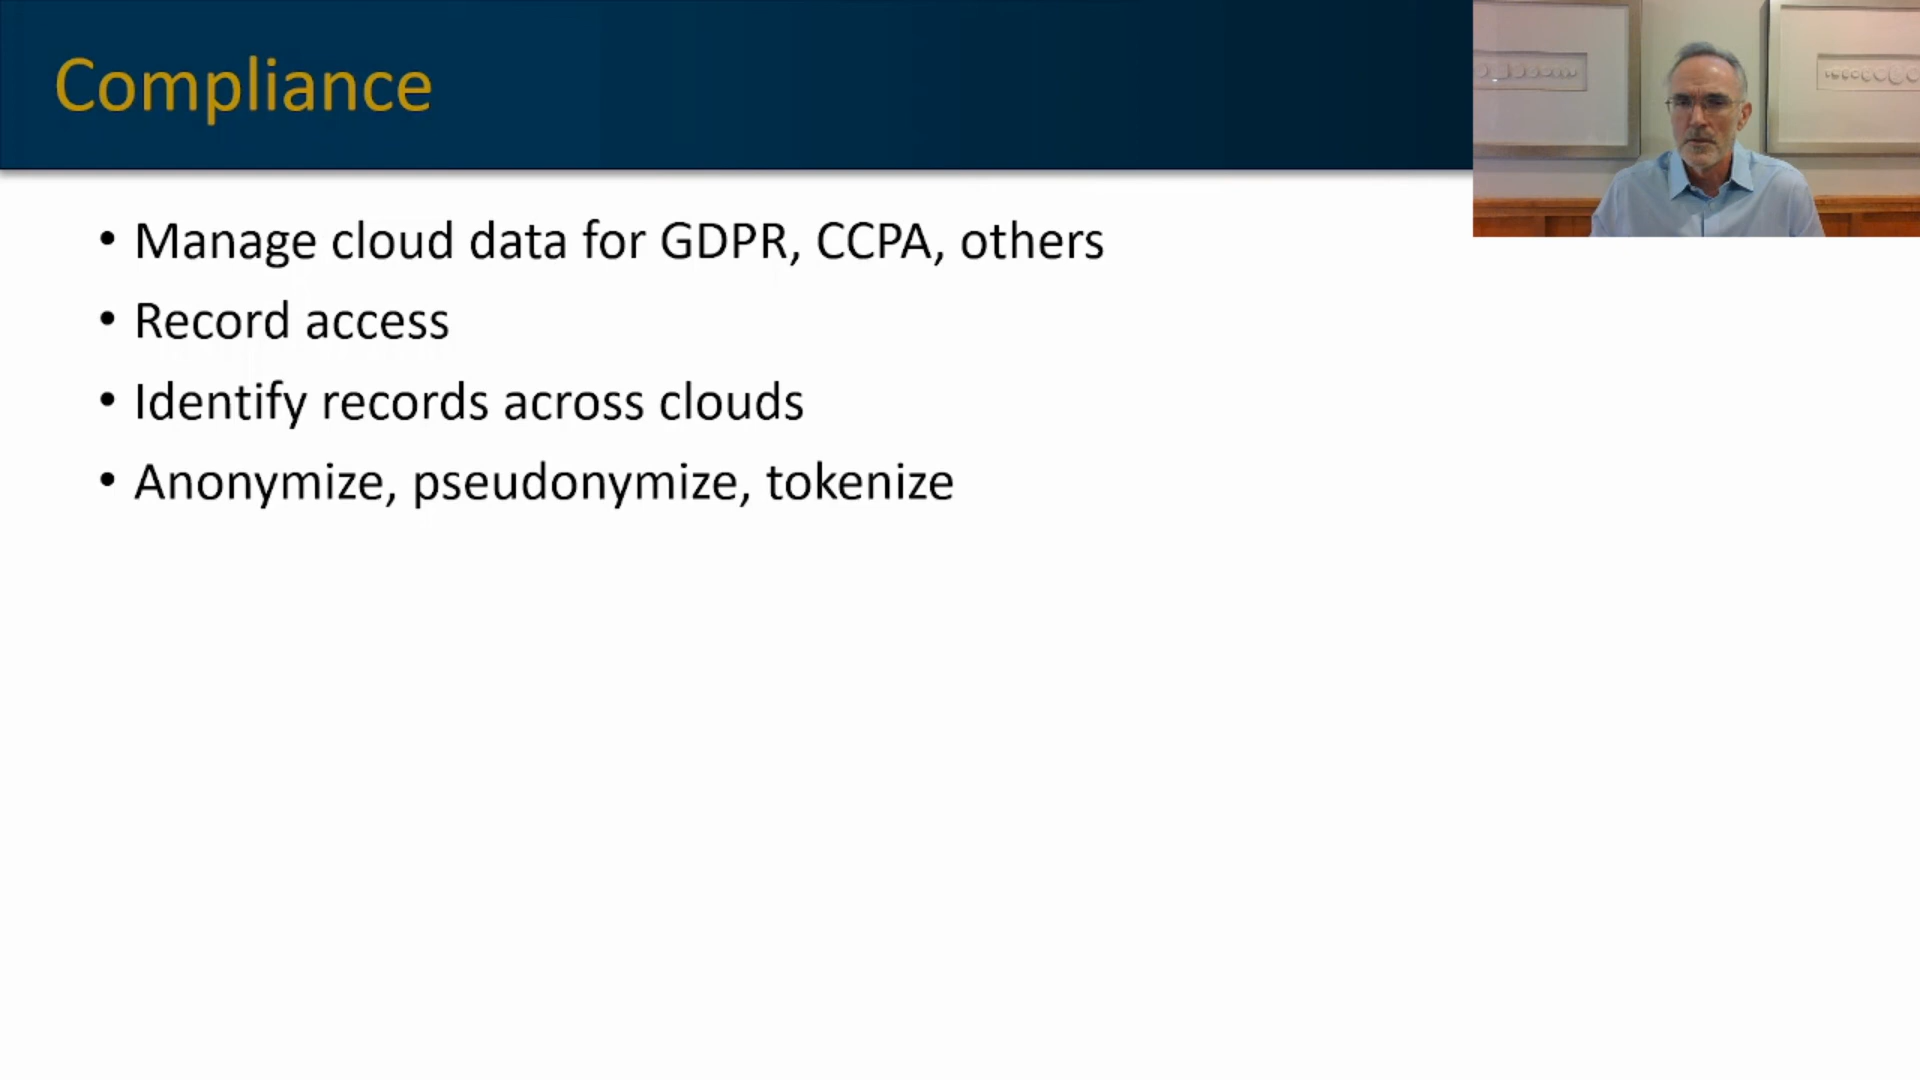 Compliance
• Manage cloud data for GDPR, CCPA, others
• Record access
• Identify records across clouds
• Anonymize, pseudonymize, tokenize